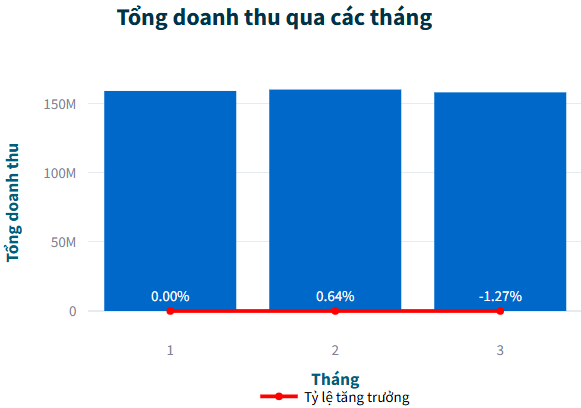 Tổng doanh thu qua các tháng
Tổng doanh thu
150M
100M
50M
0
0.00%
0.64%
-1.27%
1
2
3
Tháng
Tỷ lệ tăng trưởng